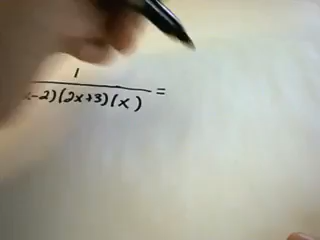 1
x-2)(2x+3)(x) =